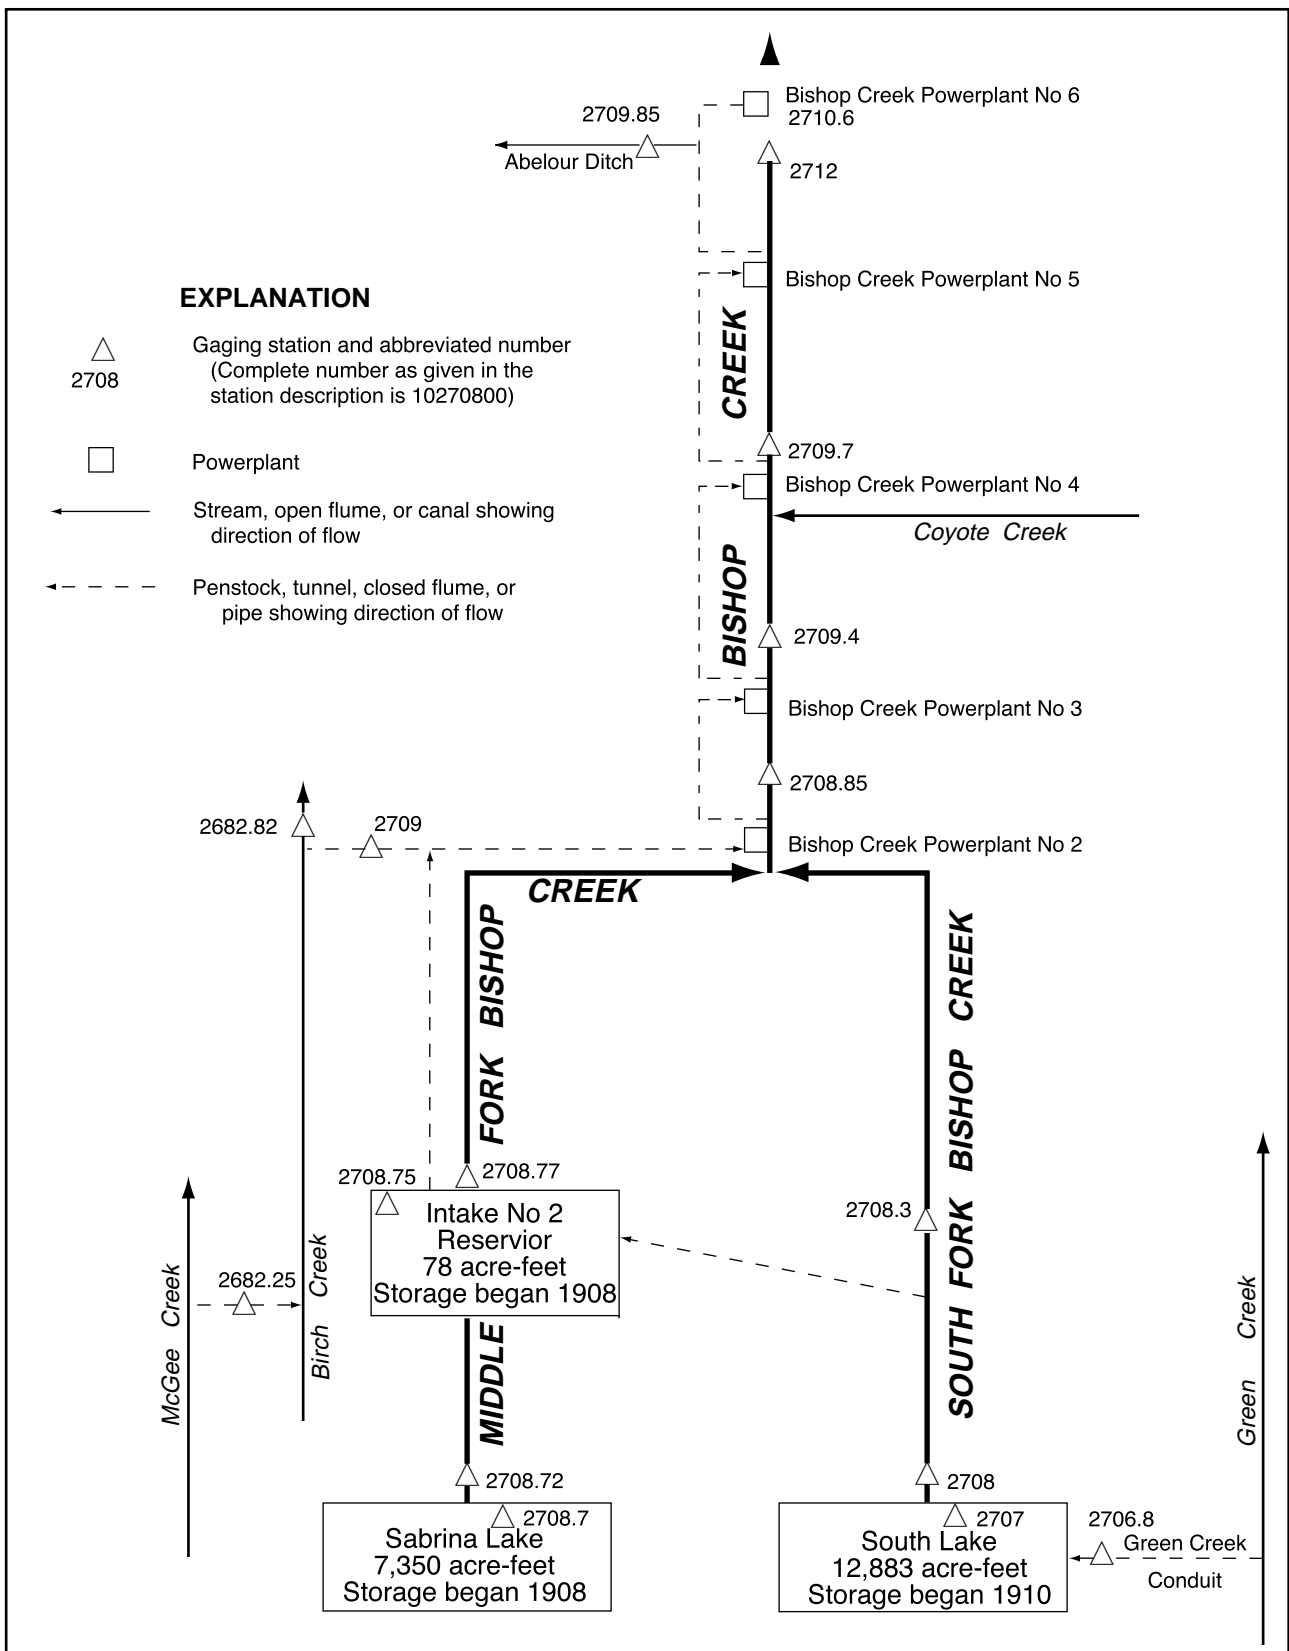 Bishop Creek Powerplant No 6
2710.6
2709.85
Abelour Ditch
2712
Bishop Creek Powerplant No 5
EXPLANATION
Gaging station and abbreviated number
(Complete number as given in the
station description is 10270800)
2708
Powerplant
Stream, open flume, or canal showing
direction of flow
Penstock, tunnel, closed flume, or
pipe showing direction of flow
BISHOP CREEK
2709.7
Bishop Creek Powerplant No 4
Coyote Creek
2709.4
Bishop Creek Powerplant No 3
2708.85
Bishop Creek Powerplant No 2
2682.82
2709
MIDDLE FORK BISHOP
CREEK
SOUTH FORK BISHOP CREEK
2708.75
2708.77
Intake No 2
Reservior
78 acre-feet
Storage began 1908
2708.3
McGee Creek
2682.25
Birch Creek
Green Creek
2708.72
2708.7
Sabrina Lake
7,350 acre-feet
Storage began 1908
2708
2707
South Lake
12,883 acre-feet
Storage began 1910
2706.8
Green Creek
Conduit